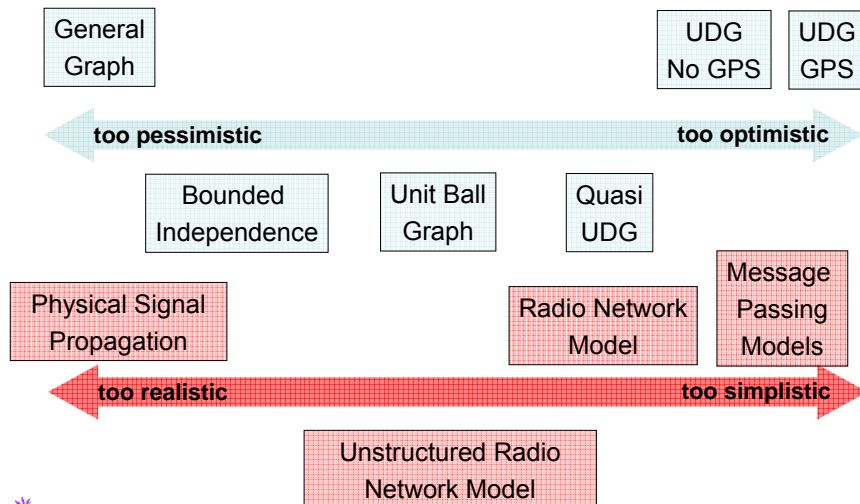 General
Graph
UDG
No GPS
UDG
GPS
too pessimistic
too optimistic
Bounded
Independence
Unit Ball
Graph
Quasi
UDG
Physical Signal
Propagation
Radio Network
Model
Message
Passing
Models
too realistic
too simplistic
Unstructured Radio
Network Model